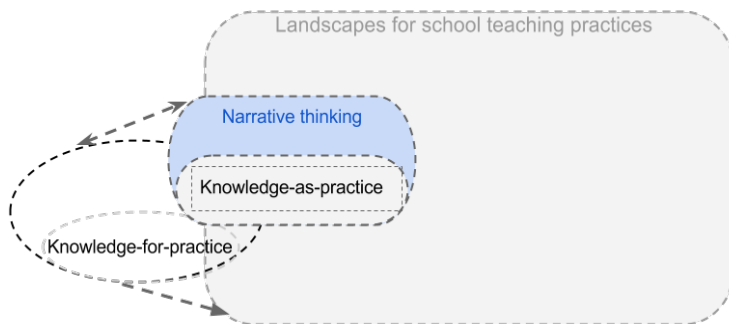 Landscapes for school teaching practices
Narrative thinking
Knowledge-as-practice
Knowledge-for-practice